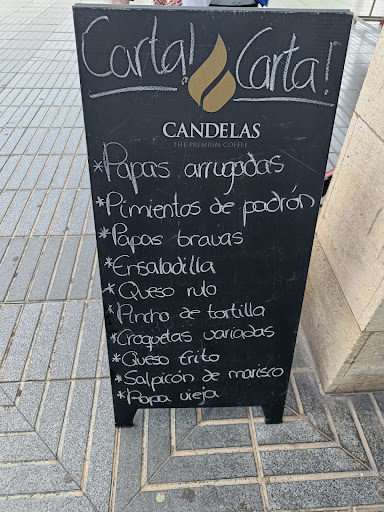 Carta! Carta!
CANDELAS
THE PREMIUM COFFEE
*Papas arrugadas
*Pimientos de padrón
*Papas bravas
*Ensaladilla
*Queso rulo
*Pincho de tortilla
*Croquetas variadas
*Queso frito
*Salpicón de marisco
*Ropa vieja